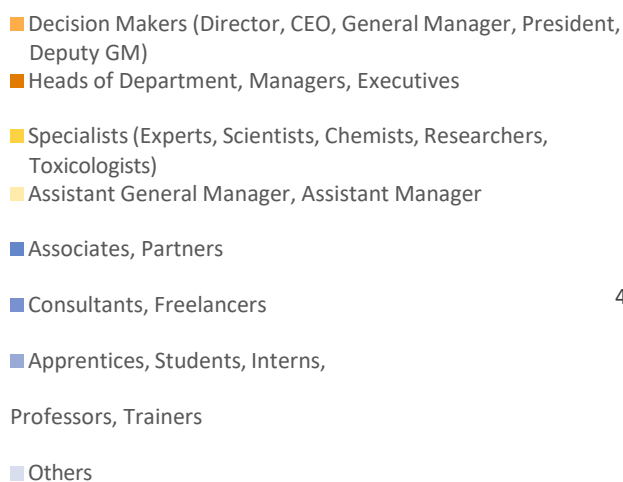 Decision Makers (Director, CEO, General Manager, President,
Deputy GM)
Heads of Department, Managers, Executives
Specialists (Experts, Scientists, Chemists, Researchers,
Toxicologists)
Assistant General Manager, Assistant Manager
Associates, Partners
Consultants, Freelancers
4
Apprentices, Students, Interns,
Professors, Trainers
Others